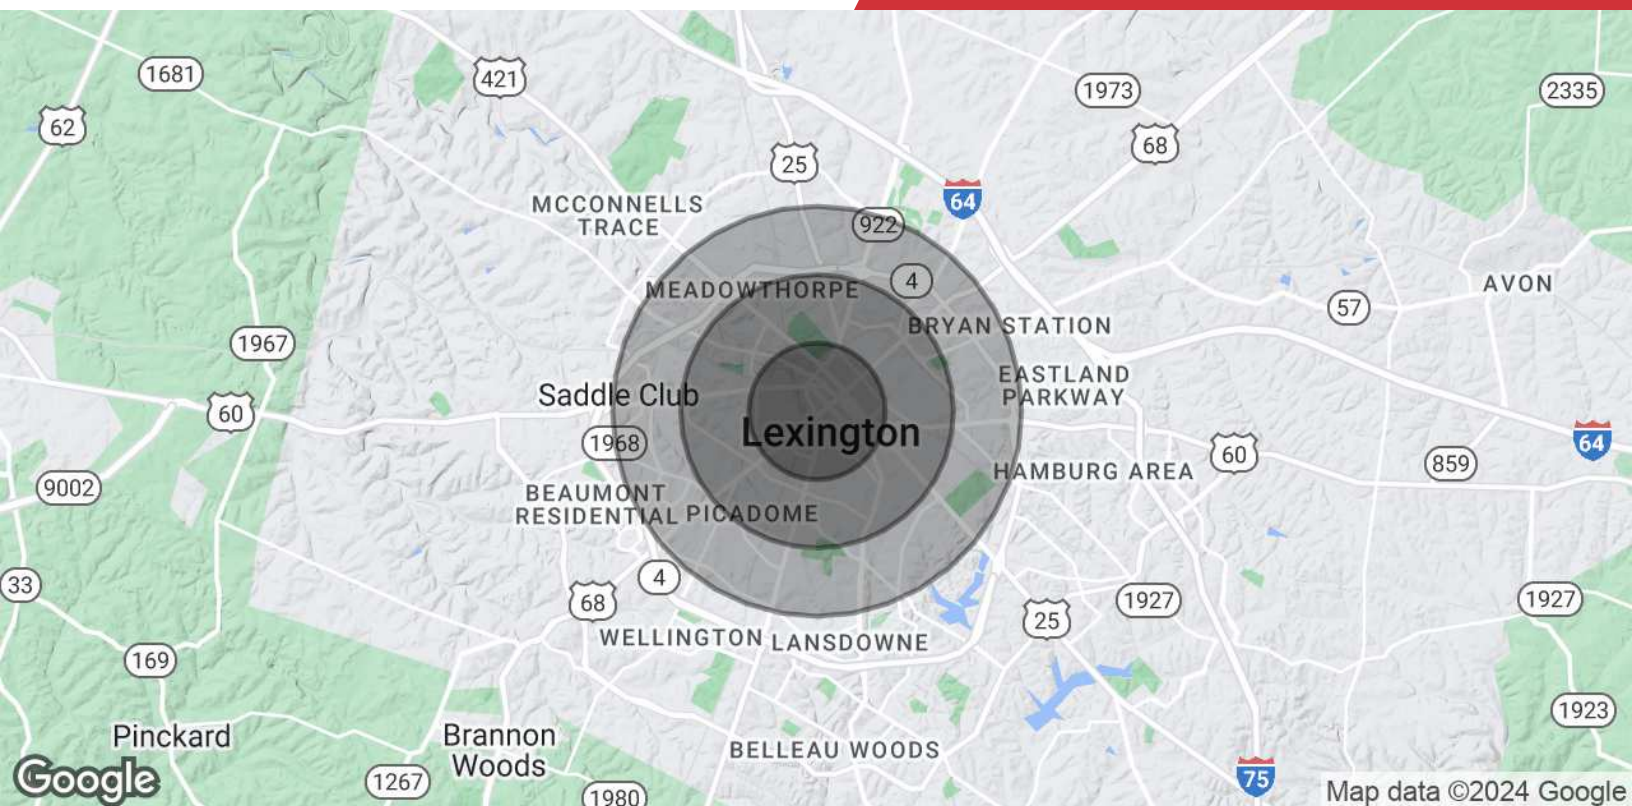 1681
421
1973
2335
62
68
25
64
MCCONNELLS
TRACE
922
4
MEADOWTHORPE
AVON
57
BRYAN STATION
1967
EASTLAND
PARKWAY
Saddle Club
60
Lexington
1968
64
60
859
HAMBURG AREA
9002
BEAUMONT
RESIDENTIAL
PICADOME
33
4
68
1927
1927
25
WELLINGTON
LANSDOWNE
169
1923
Pinckard
Brannon
Woods
BELLEAU WOODS
Google
1267
75
1980
Map data ©2024 Google